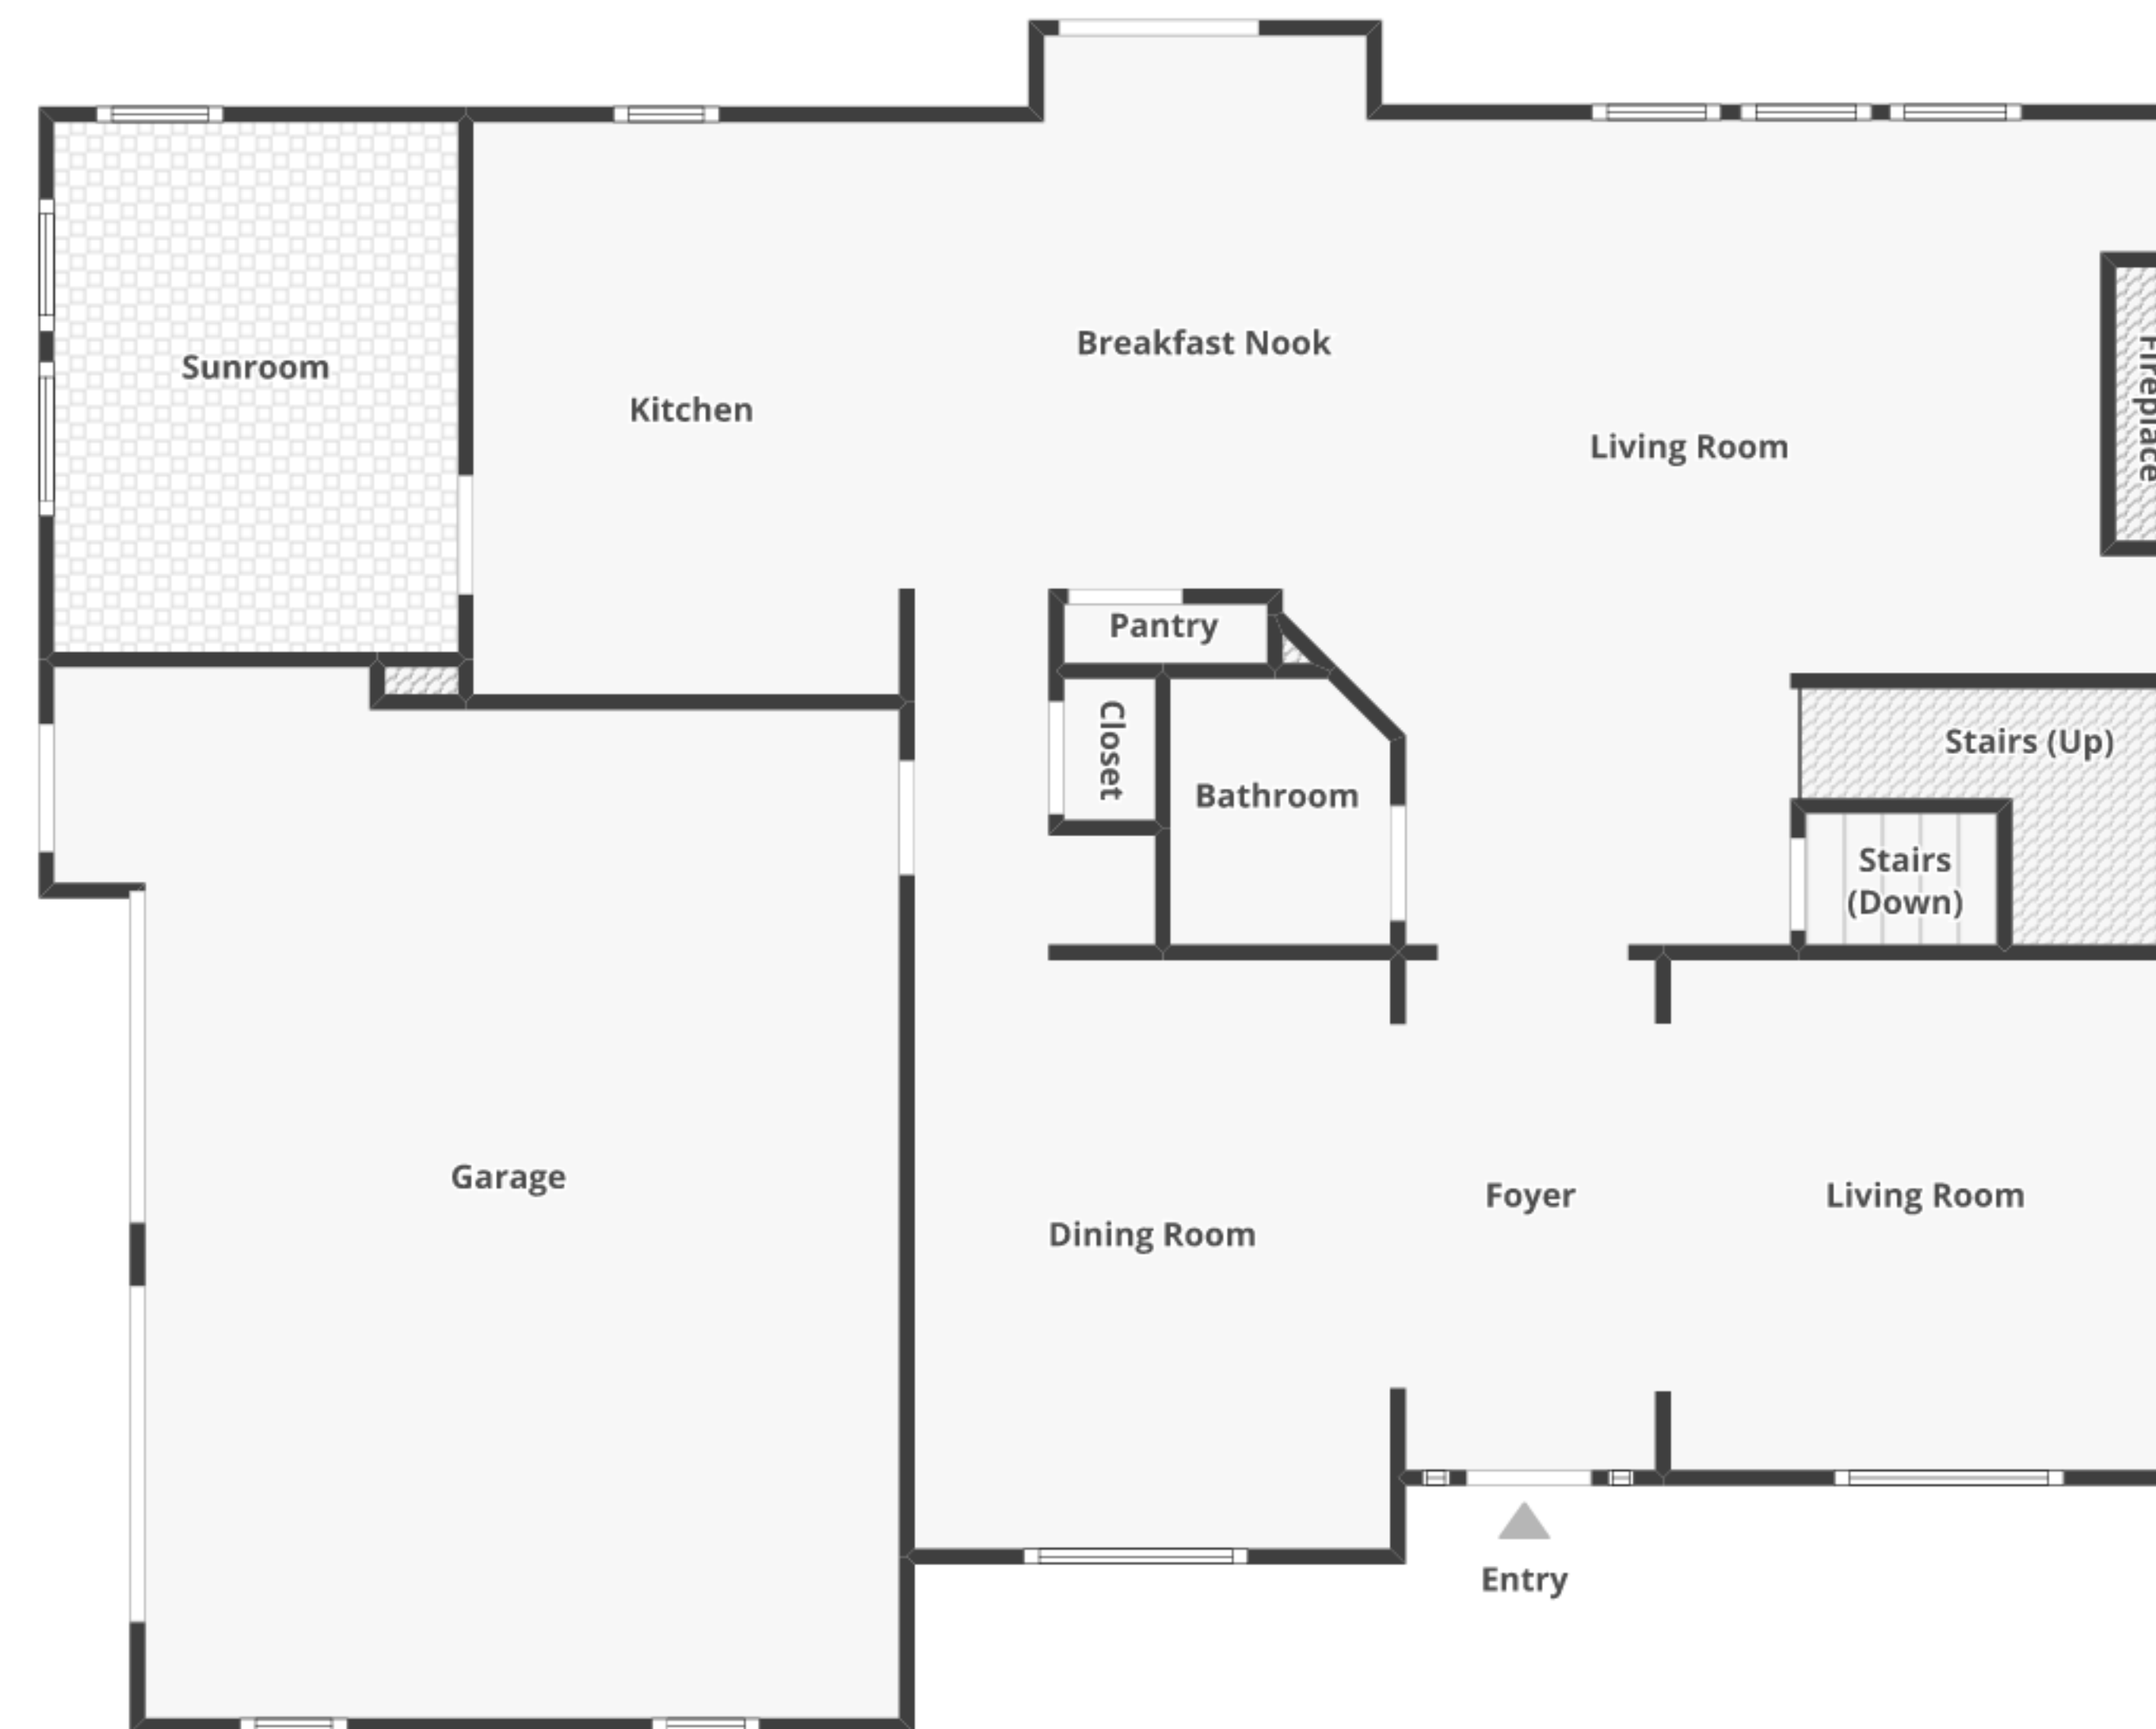 Breakfast Nook
Sunroom
Kitchen
Living Room
Fireplace
Pantry
Closet
Stairs (Up)
Bathroom
Stairs
(Down)
Garage
Foyer
Living Room
Dining Room
Entry